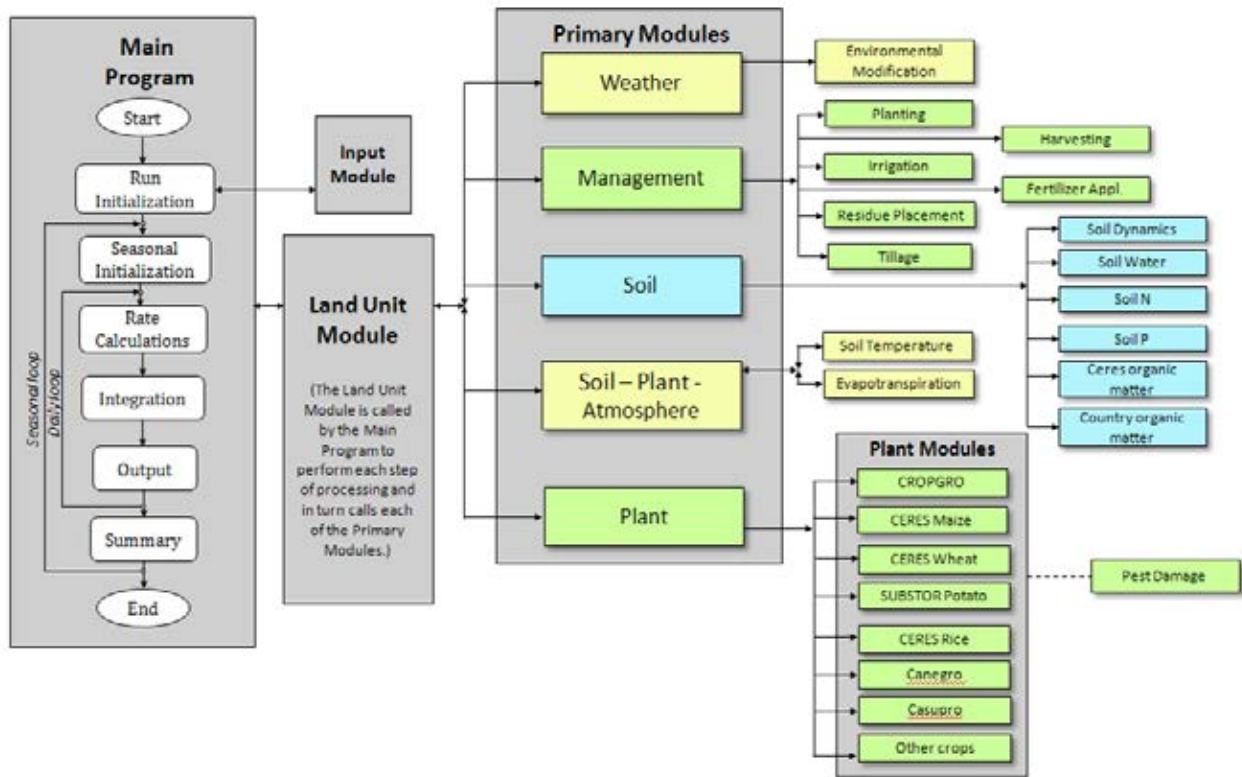 Main
Program
Start
Run
Initialization
Seasonal
Initialization
Rate
Calculations
Integration
Output
Summary
End
Seasonal loop
Daily loop
Input
Module
Land Unit
Module
(The Land Unit
Module is called
by the Main
Program to
perform each step
of processing and
in turn calls each
of the Primary
Modules.)
Primary Modules
Weather
Management
Soil
Soil – Plant -
Atmosphere
Plant
Environmental
Modification
Planting
Harvesting
Irrigation
Fertilizer Appl.
Residue Placement
Tillage
Soil Dynamics
Soil Water
Soil N
Soil P
Ceres organic
matter
Country organic
matter
Soil Temperature
Evapotranspiration
Plant Modules
CROPGRO
CERES Maize
CERES Wheat
SUBSTOR Potato
CERES Rice
Canegro
Casupro
Other crops
Pest Damage